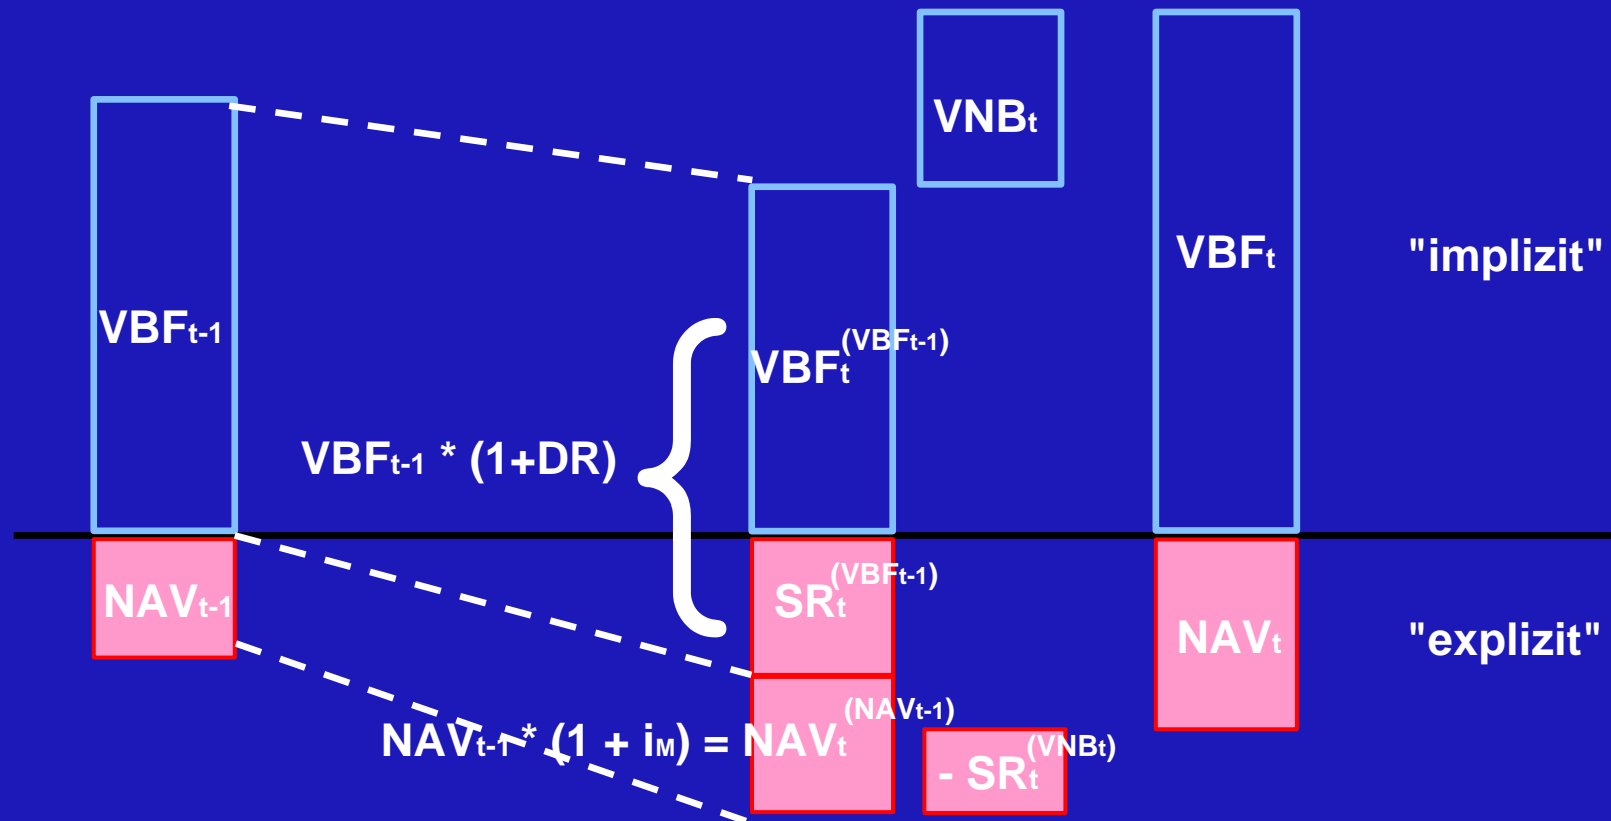 VNBt
VBFt
"implizit"
VBFt-1
VBFt(VBFt-1)
VBFt-1 * (1+DR)
SRt(VBFt-1)
NAVt-1
NAVt
"explizit"
NAVt-1 * (1 + iM) = NAVt(NAVt-1)
- SRt(VNBt)